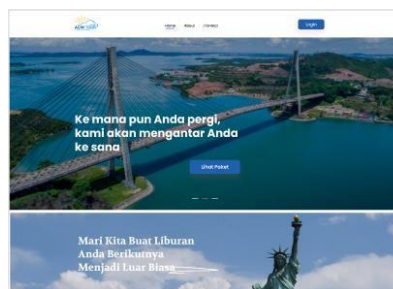 Home About Contact Login
Ke mana pun Anda pergi,
kami akan mengantar Anda
ke sana
Lihat Paket
Mari Kita Buat Liburan
Anda Berikutnya
Menjadi Luar Biasa